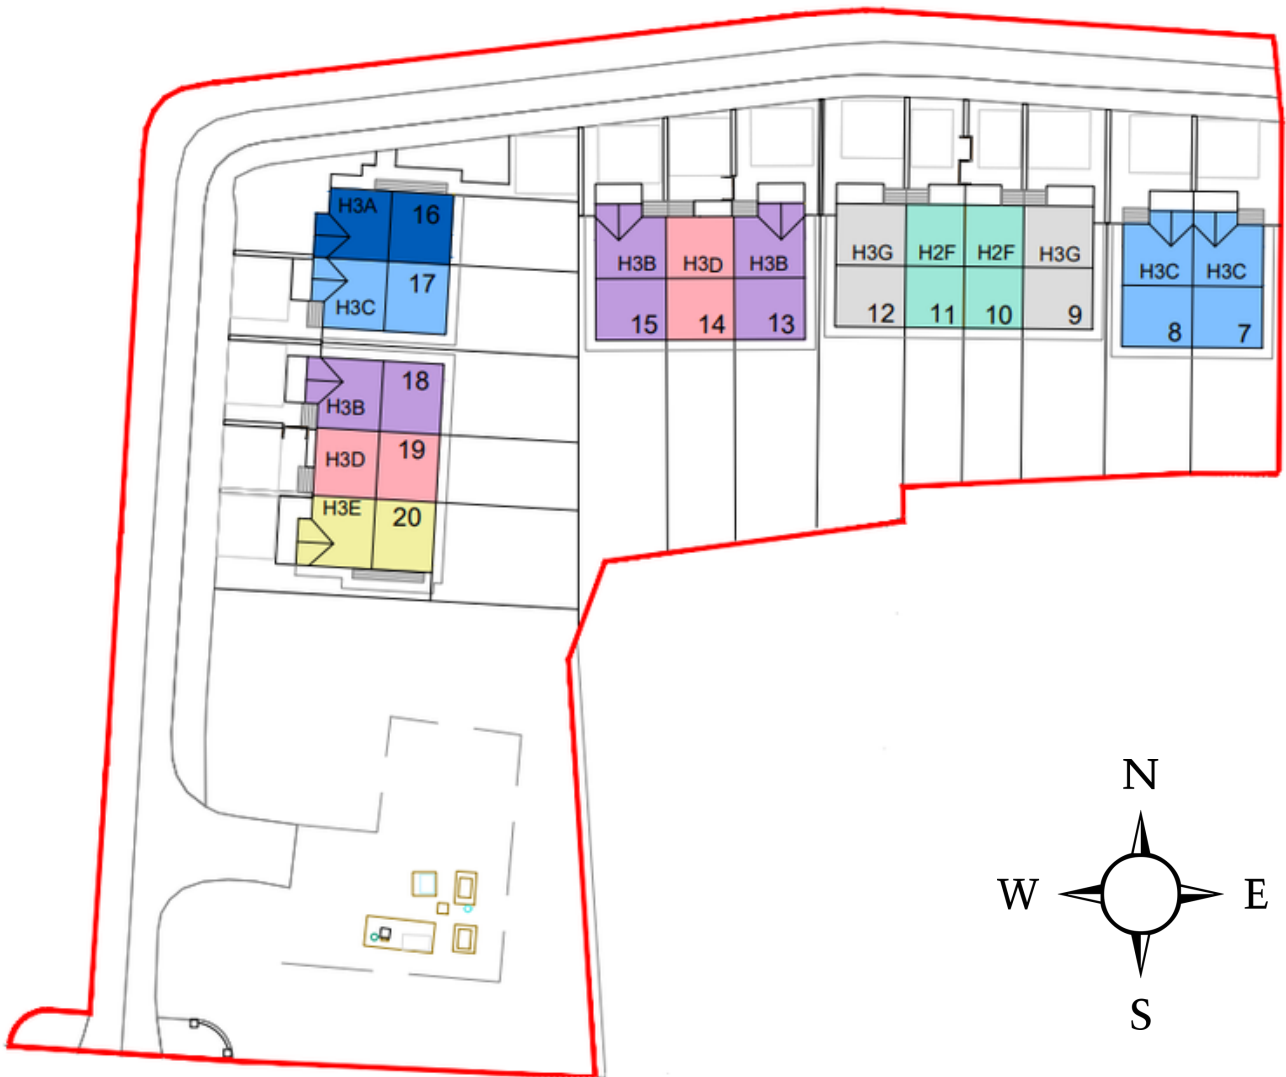 H3A 16
17
H3C
18
H3B
19
H3D
H3E
20
H3B H3D H3B
15 14 13
H3G H2F H2F H3G
12 11 10 9
H3C H3C
8 7
N
W E
S